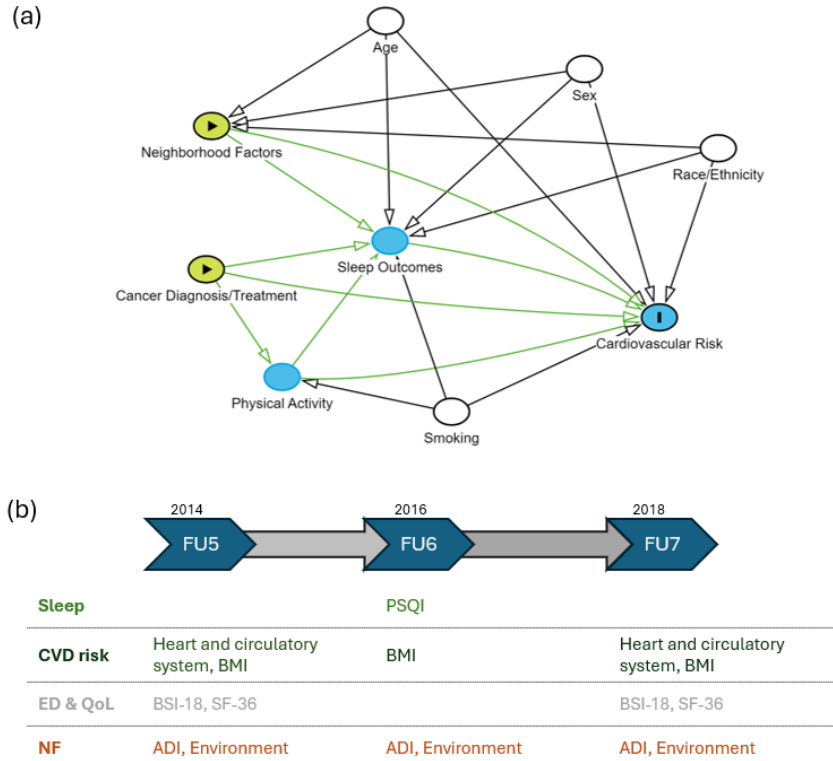 (a)
Age
Sex
Neighborhood Factors
Race/Ethnicity
Sleep Outcomes
Cancer Diagnosis/Treatment
Cardiovascular Risk
Physical Activity
Smoking
(b)
2014 2016 2018
FU5 FU6 FU7
Sleep PSQI
CVD risk Heart and circulatory system, BMI BMI Heart and circulatory system, BMI
ED & QoL BSI-18, SF-36 BSI-18, SF-36
NF ADI, Environment ADI, Environment ADI, Environment